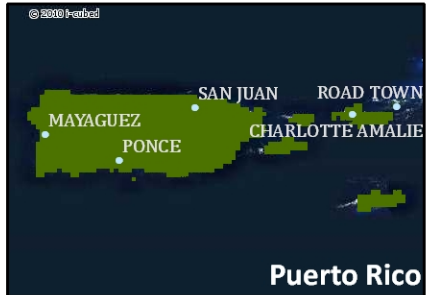 © 2010 i-cubed
SAN JUAN
ROAD TOWN
MAYAGUEZ
CHARLOTTE AMALIE
PONCE
Puerto Rico